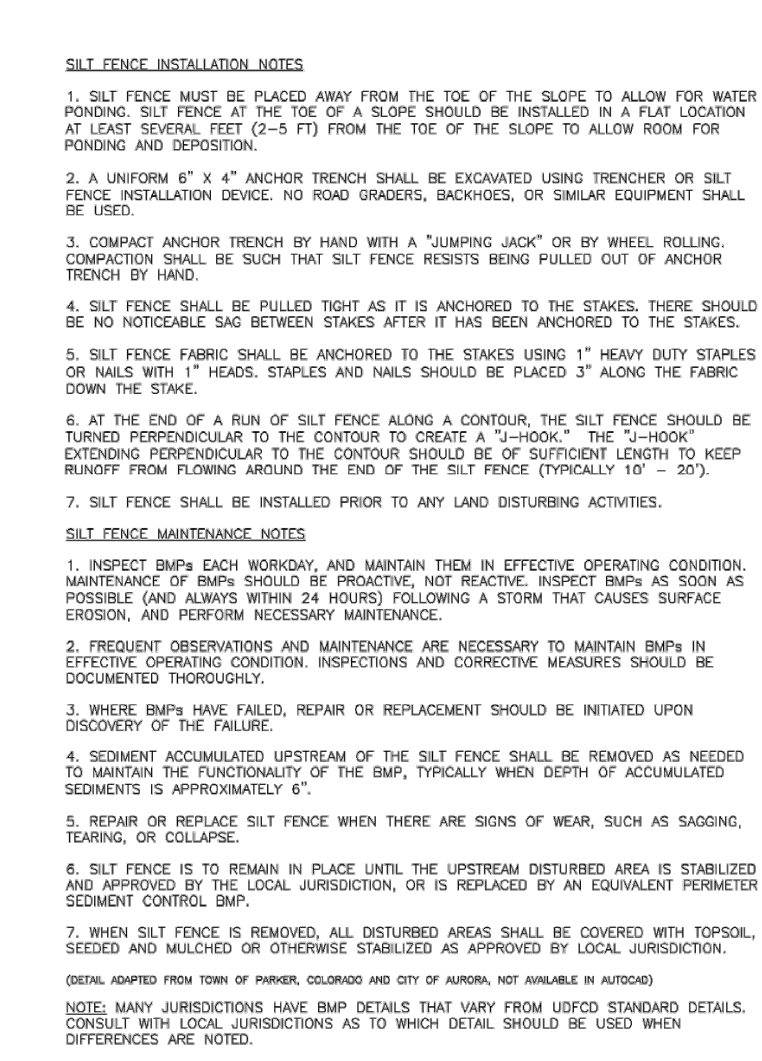 SILT FENCE INSTALLATION NOTES
1. SILT FENCE MUST BE PLACED AWAY FROM THE TOE OF THE SLOPE TO ALLOW FOR WATER
PONDING. SILT FENCE AT THE TOE OF A SLOPE SHOULD BE INSTALLED IN A FLAT LOCATION
AT LEAST SEVERAL FEET (2–5 FT) FROM THE TOE OF THE SLOPE TO ALLOW ROOM FOR
PONDING AND DEPOSITION.
2. A UNIFORM 6" X 4" ANCHOR TRENCH SHALL BE EXCAVATED USING TRENCHER OR SILT
FENCE INSTALLATION DEVICE. NO ROAD GRADERS, BACKHOES, OR SIMILAR EQUIPMENT SHALL
BE USED.
3. COMPACT ANCHOR TRENCH BY HAND WITH A "JUMPING JACK" OR BY WHEEL ROLLING.
COMPACTION SHALL BE SUCH THAT SILT FENCE RESISTS BEING PULLED OUT OF ANCHOR
TRENCH BY HAND.
4. SILT FENCE SHALL BE PULLED TIGHT AS IT IS ANCHORED TO THE STAKES. THERE SHOULD
BE NO NOTICEABLE SAG BETWEEN STAKES AFTER IT HAS BEEN ANCHORED TO THE STAKES.
5. SILT FENCE FABRIC SHALL BE ANCHORED TO THE STAKES USING 1" HEAVY DUTY STAPLES
OR NAILS WITH 1" HEADS. STAPLES AND NAILS SHOULD BE PLACED 3" ALONG THE FABRIC
DOWN THE STAKE.
6. AT THE END OF A RUN OF SILT FENCE ALONG A CONTOUR, THE SILT FENCE SHOULD BE
TURNED PERPENDICULAR TO THE CONTOUR TO CREATE A "J–HOOK." THE "J–HOOK"
EXTENDING PERPENDICULAR TO THE CONTOUR SHOULD BE OF SUFFICIENT LENGTH TO KEEP
RUNOFF FROM FLOWING AROUND THE END OF THE SILT FENCE (TYPICALLY 10' – 20').
7. SILT FENCE SHALL BE INSTALLED PRIOR TO ANY LAND DISTURBING ACTIVITIES.
SILT FENCE MAINTENANCE NOTES
1. INSPECT BMPs EACH WORKDAY, AND MAINTAIN THEM IN EFFECTIVE OPERATING CONDITION.
MAINTENANCE OF BMPs SHOULD BE PROACTIVE, NOT REACTIVE. INSPECT BMPs AS SOON AS
POSSIBLE (AND ALWAYS WITHIN 24 HOURS) FOLLOWING A STORM THAT CAUSES SURFACE
EROSION, AND PERFORM NECESSARY MAINTENANCE.
2. FREQUENT OBSERVATIONS AND MAINTENANCE ARE NECESSARY TO MAINTAIN BMPs IN
EFFECTIVE OPERATING CONDITION. INSPECTIONS AND CORRECTIVE MEASURES SHOULD BE
DOCUMENTED THOROUGHLY.
3. WHERE BMPs HAVE FAILED, REPAIR OR REPLACEMENT SHOULD BE INITIATED UPON
DISCOVERY OF THE FAILURE.
4. SEDIMENT ACCUMULATED UPSTREAM OF THE SILT FENCE SHALL BE REMOVED AS NEEDED
TO MAINTAIN THE FUNCTIONALITY OF THE BMP, TYPICALLY WHEN DEPTH OF ACCUMULATED
SEDIMENTS IS APPROXIMATELY 6".
5. REPAIR OR REPLACE SILT FENCE WHEN THERE ARE SIGNS OF WEAR, SUCH AS SAGGING,
TEARING, OR COLLAPSE.
6. SILT FENCE IS TO REMAIN IN PLACE UNTIL THE UPSTREAM DISTURBED AREA IS STABILIZED
AND APPROVED BY THE LOCAL JURISDICTION, OR IS REPLACED BY AN EQUIVALENT PERIMETER
SEDIMENT CONTROL BMP.
7. WHEN SILT FENCE IS REMOVED, ALL DISTURBED AREAS SHALL BE COVERED WITH TOPSOIL,
SEEDED AND MULCHED OR OTHERWISE STABILIZED AS APPROVED BY LOCAL JURISDICTION.
(DETAIL ADAPTED FROM TOWN OF PARKER, COLORADO AND CITY OF AURORA, NOT AVAILABLE IN AUTOCAD)
NOTE: MANY JURISDICTIONS HAVE BMP DETAILS THAT VARY FROM UDFCD STANDARD DETAILS.
CONSULT WITH LOCAL JURISDICTIONS AS TO WHICH DETAIL SHOULD BE USED WHEN
DIFFERENCES ARE NOTED.